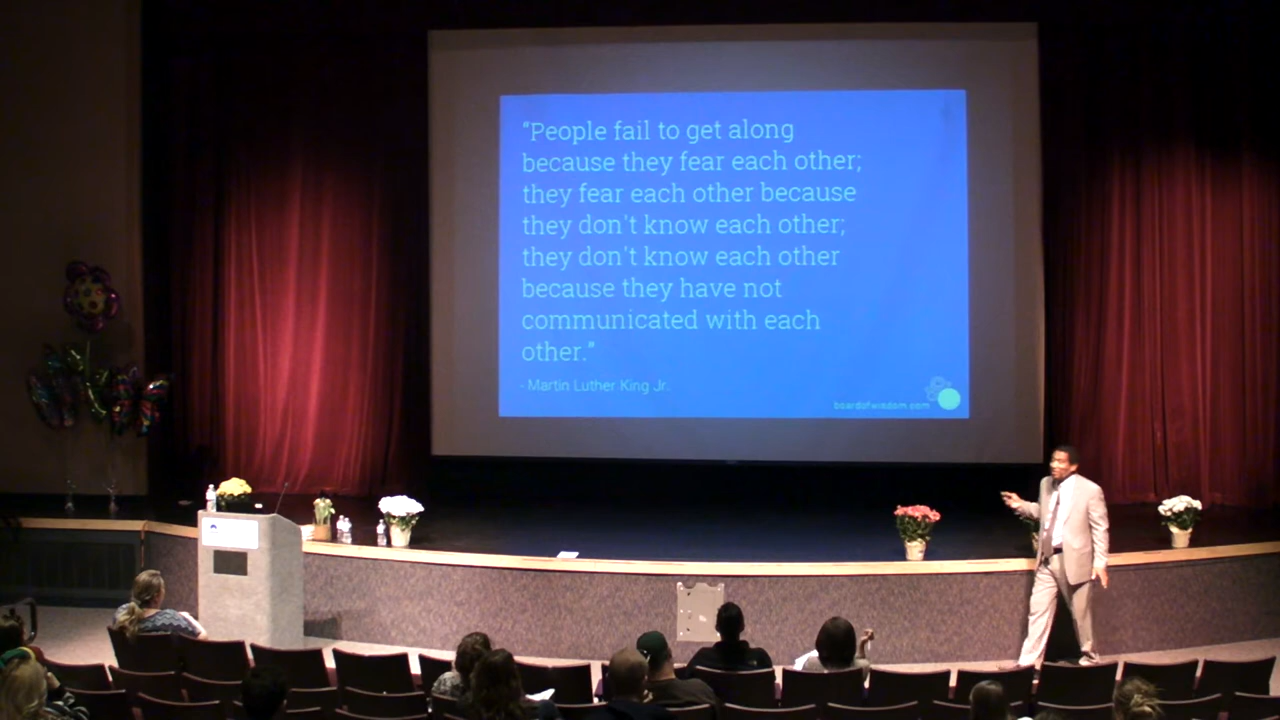 “People fail to get along
because they fear each other;
they fear each other because
they don't know each other;
they don't know each other
because they have not
communicated with each
other.”
- Martin Luther King Jr.
boardofwisdom.com